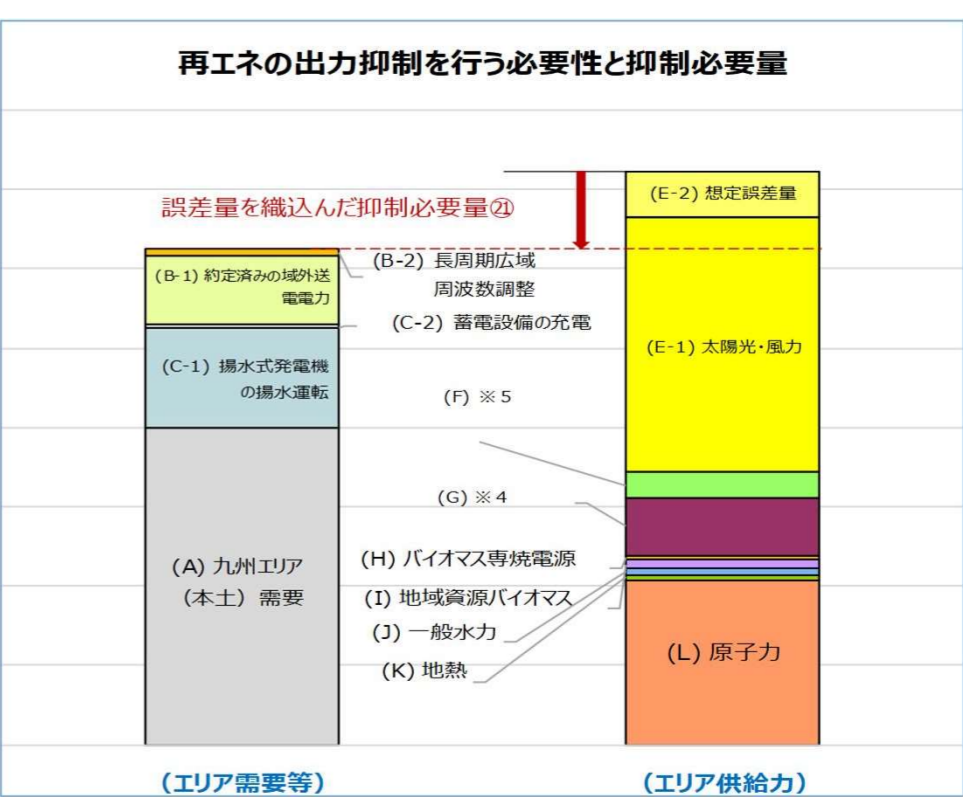 再エネの出力抑制を行う必要性と抑制必要量
(E-2) 想定誤差量
誤差量を織込んだ抑制必要量㉑
(B-2) 長周期広域
周波数調整
(B-1) 約定済みの域外送
電電力
(C-2) 蓄電設備の充電
(E-1) 太陽光・風力
(C-1) 揚水式発電機
の揚水運転
(F) ※5
(G) ※4
(H) バイオマス専焼電源
(A) 九州エリア
(本土) 需要
(I) 地域資源バイオマス
(J) 一般水力
(K) 地熱
(L) 原子力
(エリア需要等)
(エリア供給力)